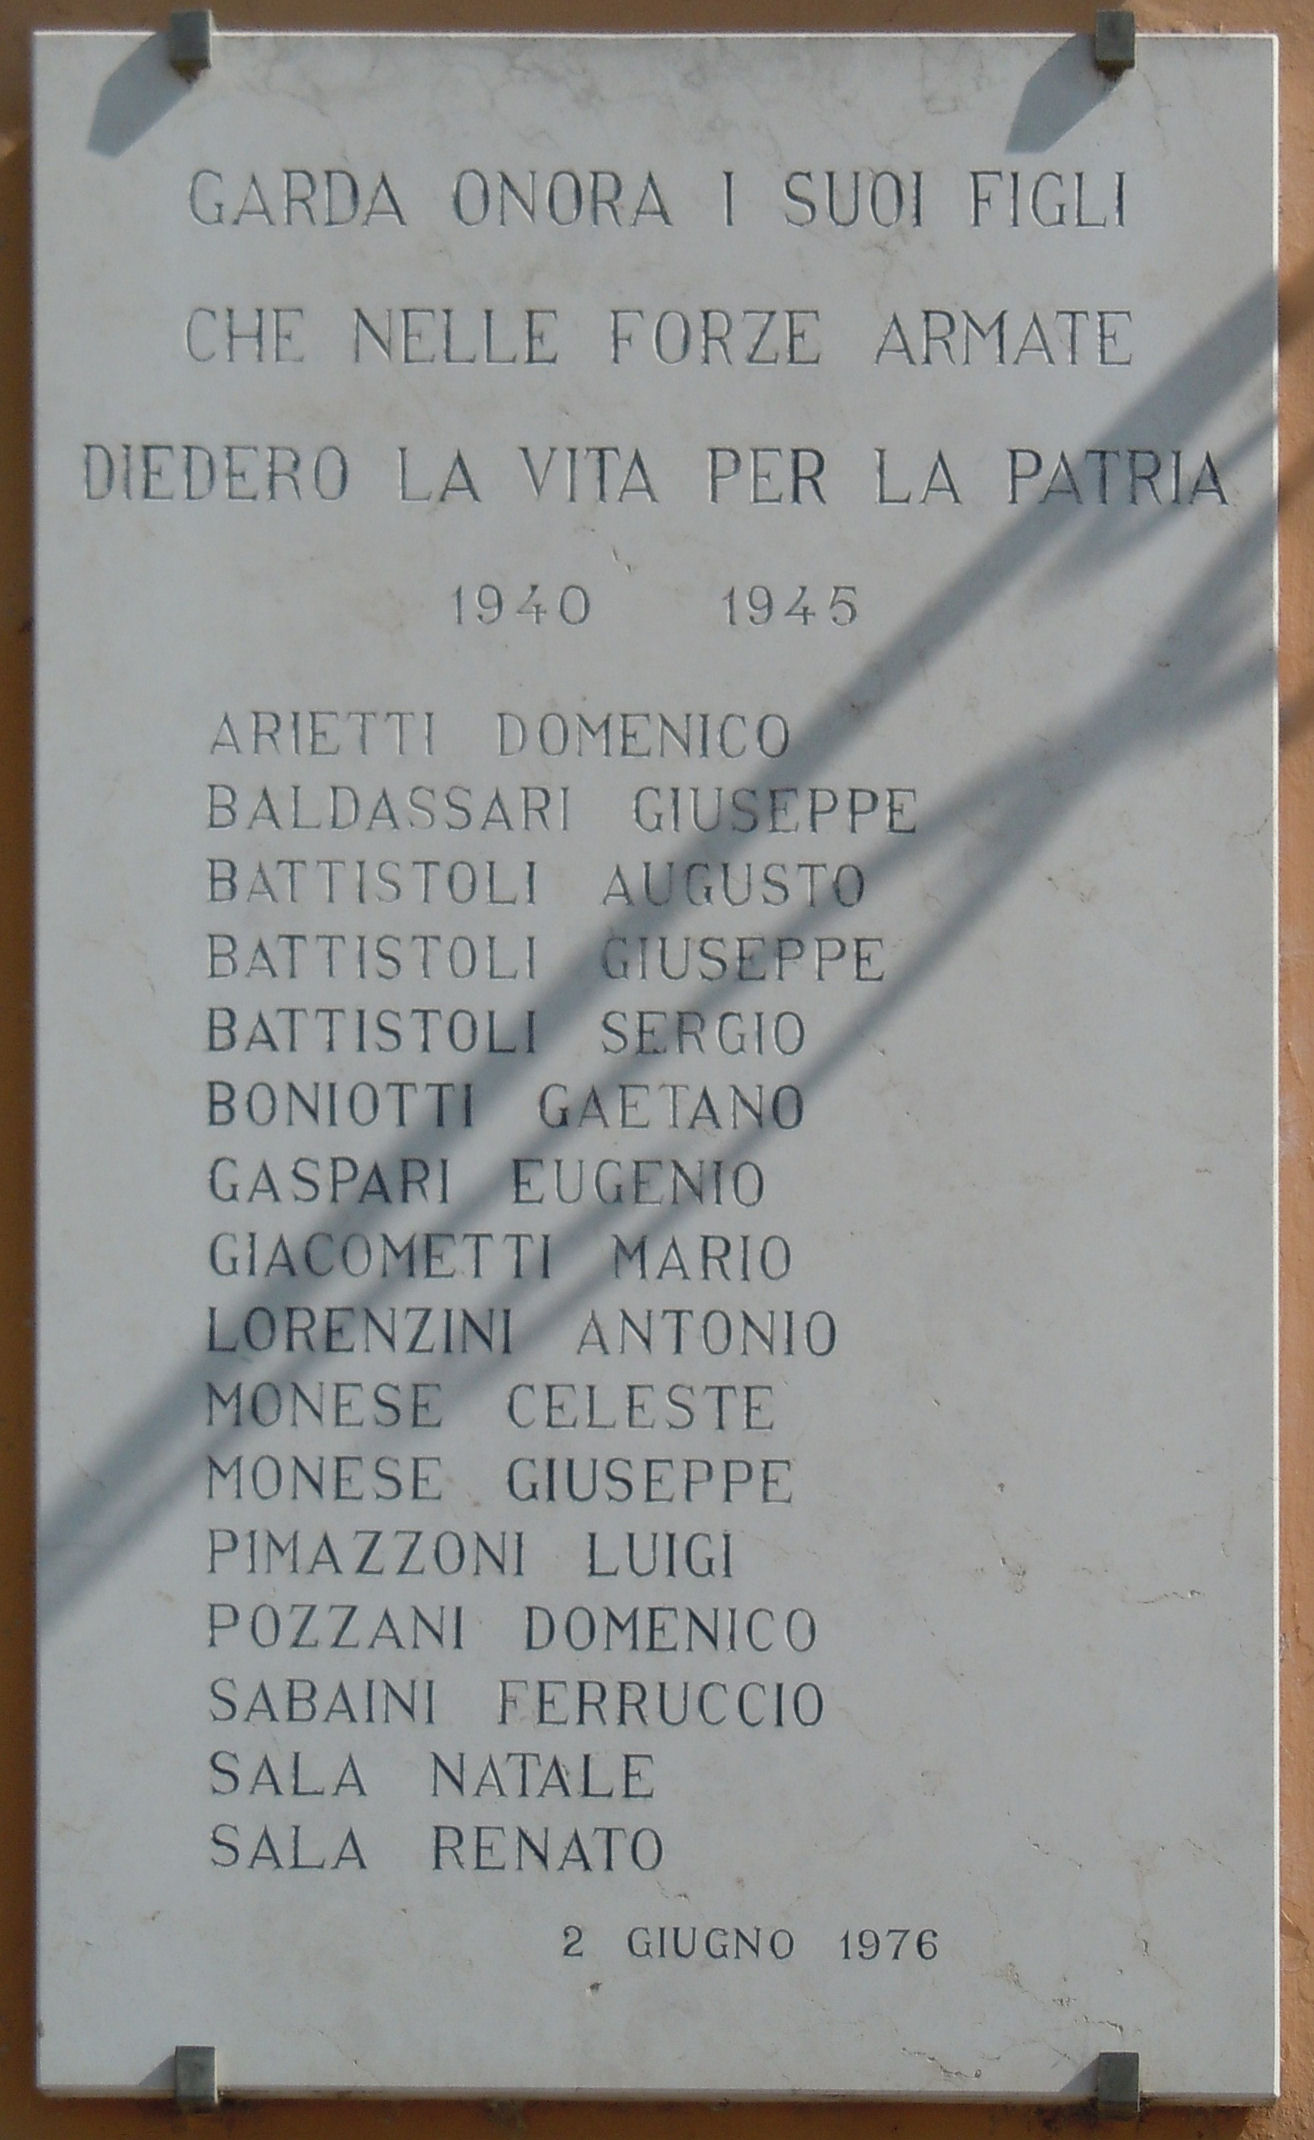 GARDA ONORA I SUOI FIGLI
CHE NELLE FORZE ARMATE
DIEDERO LA VITA PER LA PATRIA
1940 1945
ARIETTI DOMENICO
BALDASSARI GIUSEPPE
BATTISTOLI AUGUSTO
BATTISTOLI GIUSEPPE
BATTISTOLI SERGIO
BONIOTTI GAETANO
GASPARI EUGENIO
GIACOMETTI MARIO
LORENZINI ANTONIO
MONESE CELESTE
MONESE GIUSEPPE
PIMAZZONI LUIGI
POZZANI DOMENICO
SABAINI FERRUCCIO
SALA NATALE
SALA RENATO
2 GIUGNO 1976